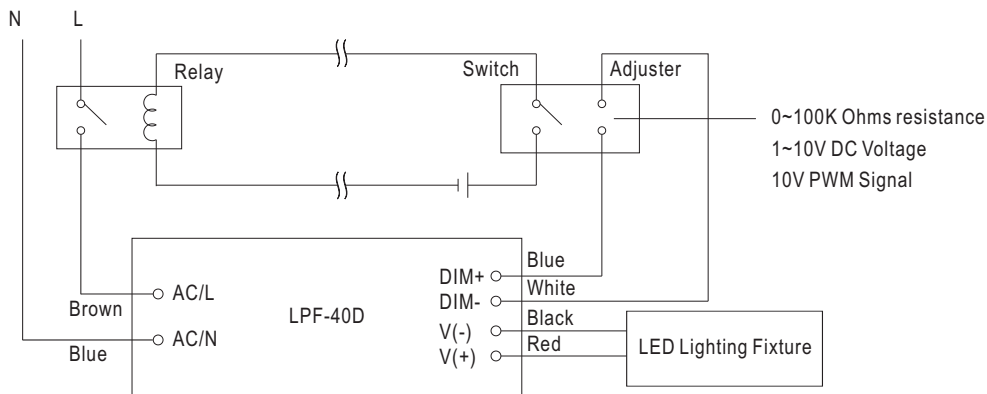 N
L
Relay
Switch
Adjuster
0~100K Ohms resistance
1~10V DC Voltage
10V PWM Signal
Brown
AC/L
Blue
AC/N
LPF-40D
DIM+
Blue
DIM-
White
V(-)
Black
V(+)
Red
LED Lighting Fixture